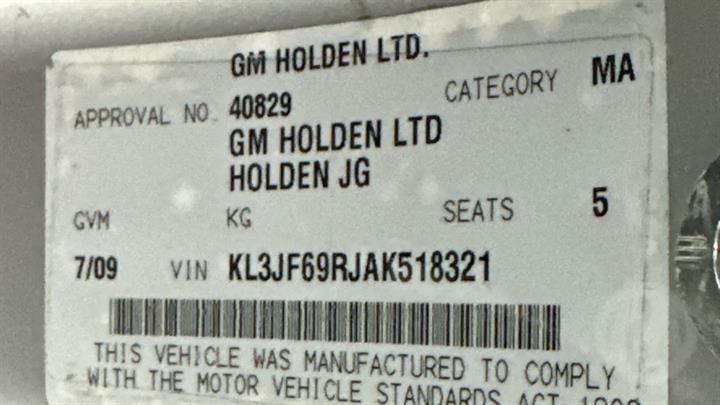 GM HOLDEN LTD.
APPROVAL NO. 40829 CATEGORY MA
GM HOLDEN LTD
HOLDEN JG
GVM KG SEATS 5
7/09 VIN KL3JF69RJAK518321
THIS VEHICLE WAS MANUFACTURED TO COMPLY
WITH THE MOTOR VEHICLE STANDARDS ACT